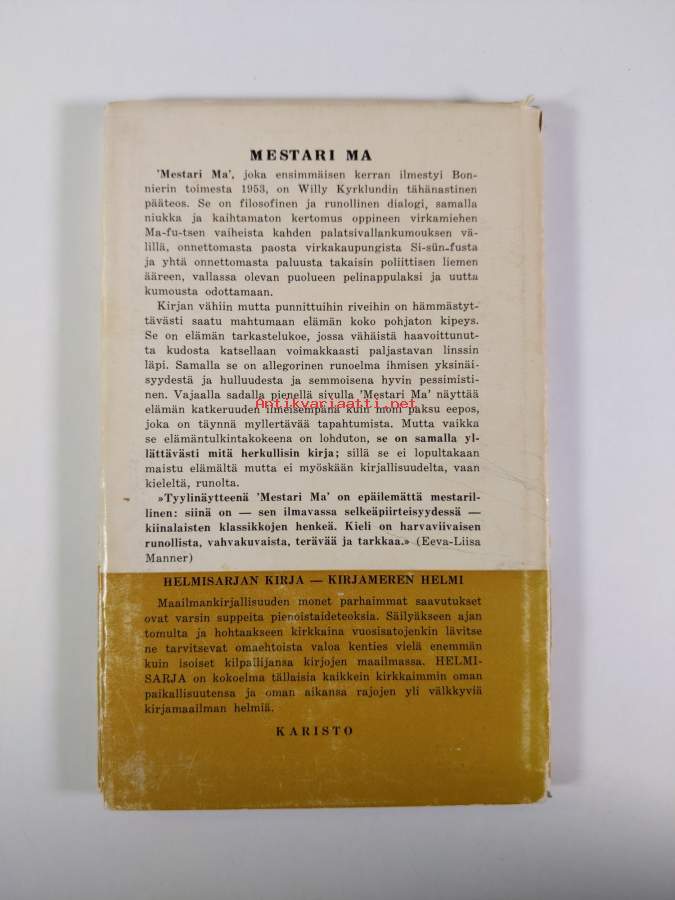 MESTARI MA
'Mestari Ma', joka ensimmäisen kerran ilmestyi Bon-
nierin toimesta 1953, on Willy Kyrklundin tähänastinen
pääteos. Se on filosofinen ja runollinen dialogi, samalla
niukka ja kaihtamaton kertomus oppineen virkamiehen
Ma-fu-tsen vaiheista kahden palatsivallankumouksen vä-
lillä, onnettomasta paosta virkakaupungista Si-sün-fusta
ja yhtä onnettomasta paluusta takaisin poliittisen liemen
ääreen, vallassa olevan puolueen pelinappulaksi ja uutta
kumousta odottamaan.
Kirjan vähiin mutta punnittuihin riveihin on hämmästyt-
tävästi saatu mahtumaan elämän koko pohjaton kipeys.
Se on elämän tarkastelukoe, jossa vähäistä haavoittunut-
ta kudosta katsellaan voimakkaasti paljastavan linssin
läpi. Samalla se on allegorinen runoelma ihmisen yksinäi-
syydestä ja hulluudesta ja semmoisena hyvin pessimisti-
nen. Vajaalla sadalla pienellä sivulla 'Mestari Ma' näyttää
elämän katkeruuden ilmeisempänä kuin moni paksu eepos,
joka on täynnä myllertävää tapahtumista. Mutta vaikka
se elämäntulkintakokeena on lohduton, se on samalla yl-
lättävästi mitä herkullisin kirja; sillä se ei lopultakaan
maistu elämältä mutta ei myöskään kirjallisuudelta, vaan
kieleltä, runolta.
»Tyylinäytteenä 'Mestari Ma' on epäilemättä mestaril-
linen: siinä on — sen ilmavassa selkeäpiirteisyydessä —
kiinalaisten klassikkojen henkeä. Kieli on harvaviivaisen
runollista, vahvakuvaista, terävää ja tarkkaa.» (Eeva-Liisa
Manner)
HELMISARJAN KIRJA — KIRJAMEREN HELMI
Maailmankirjallisuuden monet parhaimmat saavutukset
ovat varsin suppeita pienoistaideteoksia. Säilyäkseen ajan
tomulta ja hohtaakseen kirkkaina vuosisatojenkin lävitse
ne tarvitsevat omaehtoista valoa kenties vielä enemmän
kuin isoiset kilpailijansa kirjojen maailmassa. HELMI-
SARJA on kokoelma tällaisia kaikkein kirkkaimmin oman
paikallisuutensa ja oman aikansa rajojen yli välkkyviä
kirjamaailman helmiä.
KARISTO
Antikvariaatti.net